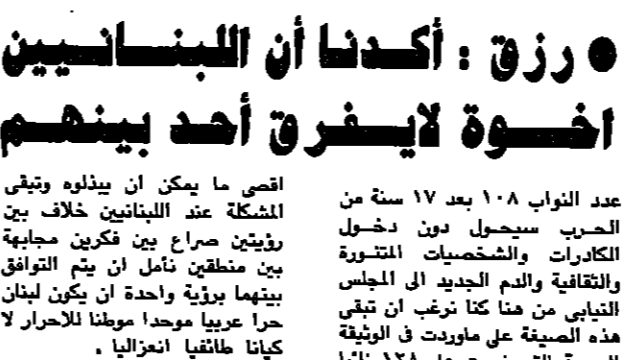 ● رزق : أكدنا أن اللبنانيين
اخوة لايفرق أحد بينهم
عدد النواب ١٠٨ بعد ١٧ سنة من
الحرب سيحول دون دخول
الكادرات والشخصيات المتنورة
والثقافية والدم الجديد الى المجلس
النيابي من هنا كنا نرغب ان تبقى
هذه الصيغة على ماوردت في الوثيقة
اقصى ما يمكن ان يبذلوه وتبقى
المشكلة عند اللبنانيين خلاف بين
رؤيتين صراع بين فكرين مجابهة
بين منطقين نأمل ان يتم التوافق
بينهما برؤية واحدة ان يكون لبنان
حرا عربيا موحدا موطنا للاحرار لا
كيانا طائفيا انعزاليا .